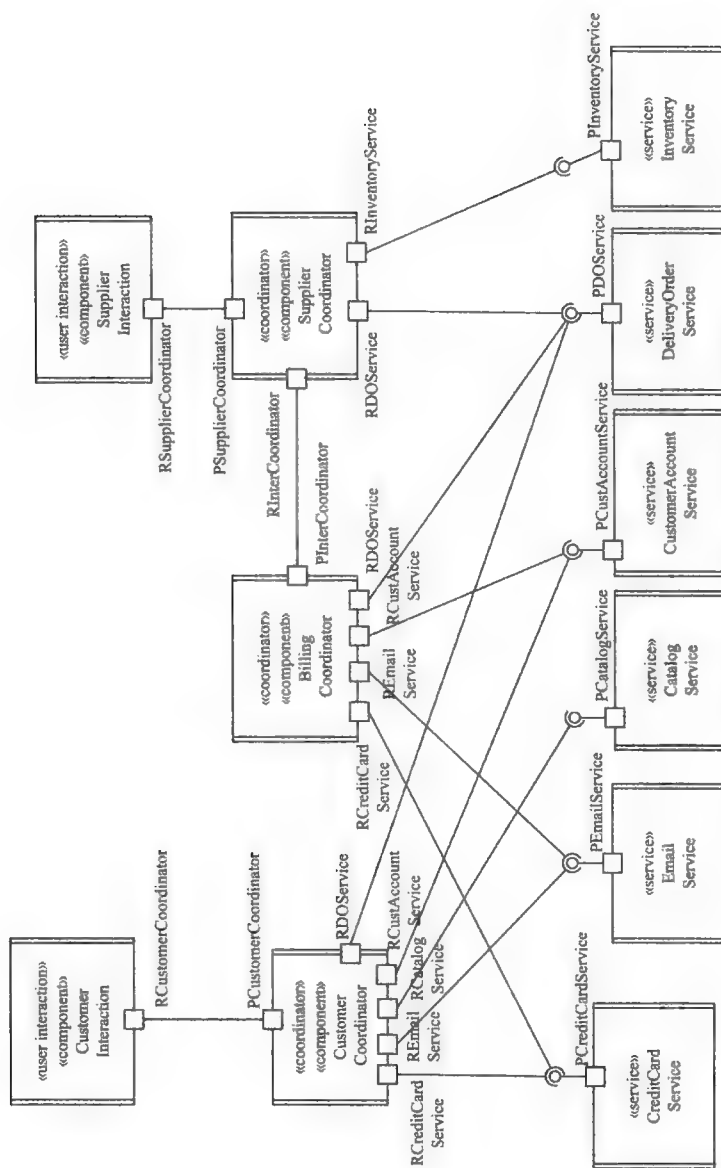 «user interaction»
«component»
Customer
Interaction
RCustomerCoordinator
PCustomerCoordinator
«coordinator»
«component»
Customer
Coordinator
RDOService
RCustAccount
Service
RCatalog
Service
REmail
Service
RCreditCard
Service
«coordinator»
«component»
Billing
Coordinator
PInterCoordinator
RDOService
RCustAccount
Service
REmail
Service
RCreditCard
Service
«user interaction»
«component»
Supplier
Interaction
RSupplierCoordinator
PSupplierCoordinator
RInterCoordinator
«coordinator»
«component»
Supplier
Coordinator
RDOService
RInventoryService
PCreditCardService
«service»
CreditCard
Service
PEmailService
«service»
Email
Service
PCatalogService
«service»
Catalog
Service
PCustAccountService
«service»
CustomerAccount
Service
PDOService
«service»
DeliveryOrder
Service
PInventoryService
«service»
Inventory
Service